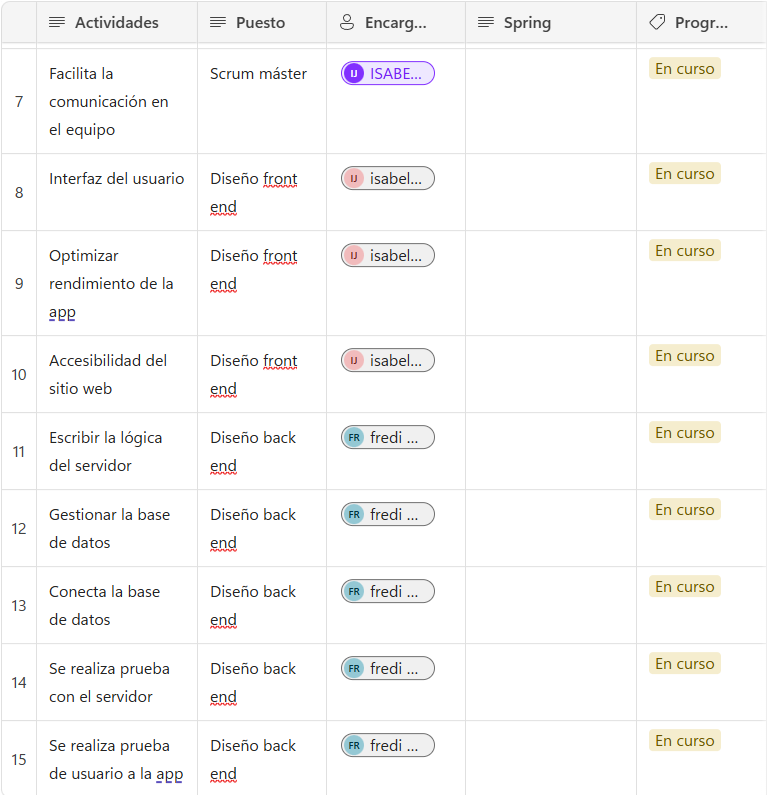 Actividades Puesto Encarg... Spring Progr...
7 Facilita la Scrum máster IJ ISABE... En curso
comunicación en
el equipo
8 Interfaz del usuario Diseño front IJ isabel... En curso
end
9 Optimizar Diseño front IJ isabel... En curso
rendimiento de la end
app
10 Accesibilidad del Diseño front IJ isabel... En curso
sitio web end
11 Escribir la lógica Diseño back FR fredi ... En curso
del servidor end
12 Gestionar la base Diseño back FR fredi ... En curso
de datos end
13 Conecta la base Diseño back FR fredi ... En curso
de datos end
14 Se realiza prueba Diseño back FR fredi ... En curso
con el servidor end
15 Se realiza prueba Diseño back FR fredi ... En curso
de usuario a la app end